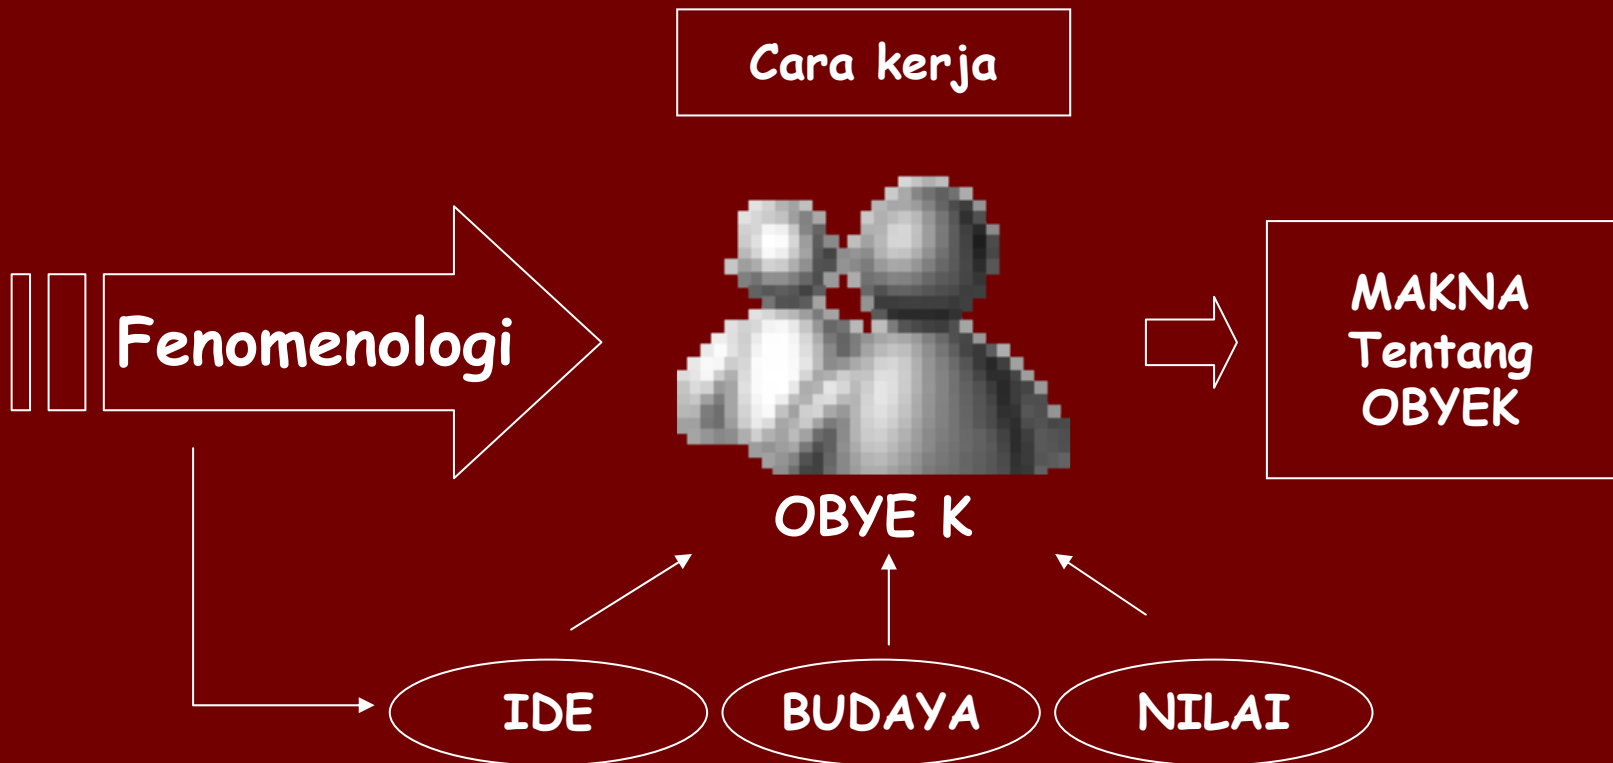 Cara kerja
Fenomenologi
MAKNA
Tentang
OBYEK
OBYE K
IDE
BUDAYA
NILAI